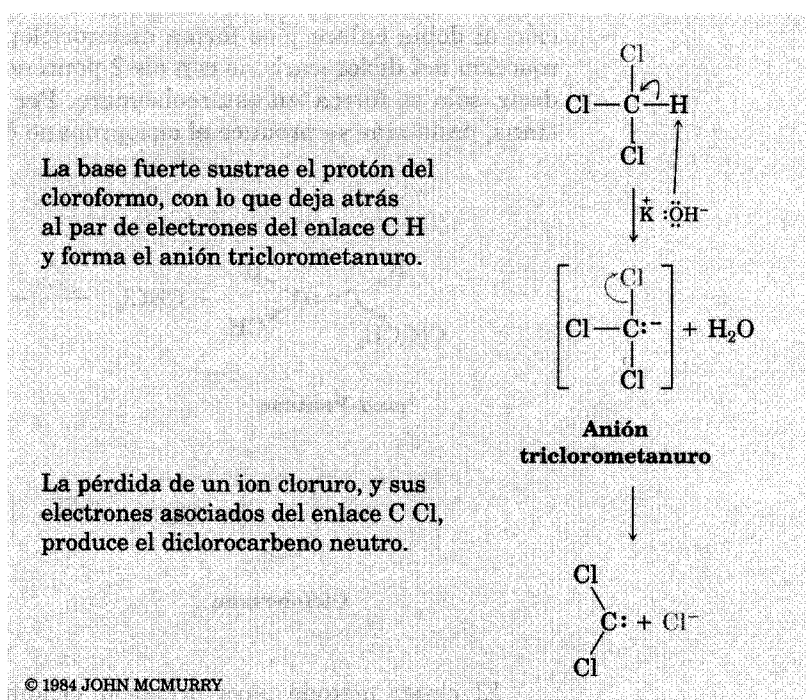 Cl
Cl—C—H
Cl
La base fuerte sustrae el protón del
cloroformo, con lo que deja atrás
al par de electrones del enlace C H
y forma el anión triclorometanuro.
K⁺ :ÖH⁻
Cl
Cl—C:⁻ + H₂O
Cl
Anión
triclorometanuro
La pérdida de un ion cloruro, y sus
electrones asociados del enlace C Cl,
produce el diclorocarbeno neutro.
Cl
C: + Cl⁻
Cl
© 1984 JOHN MCMURRY